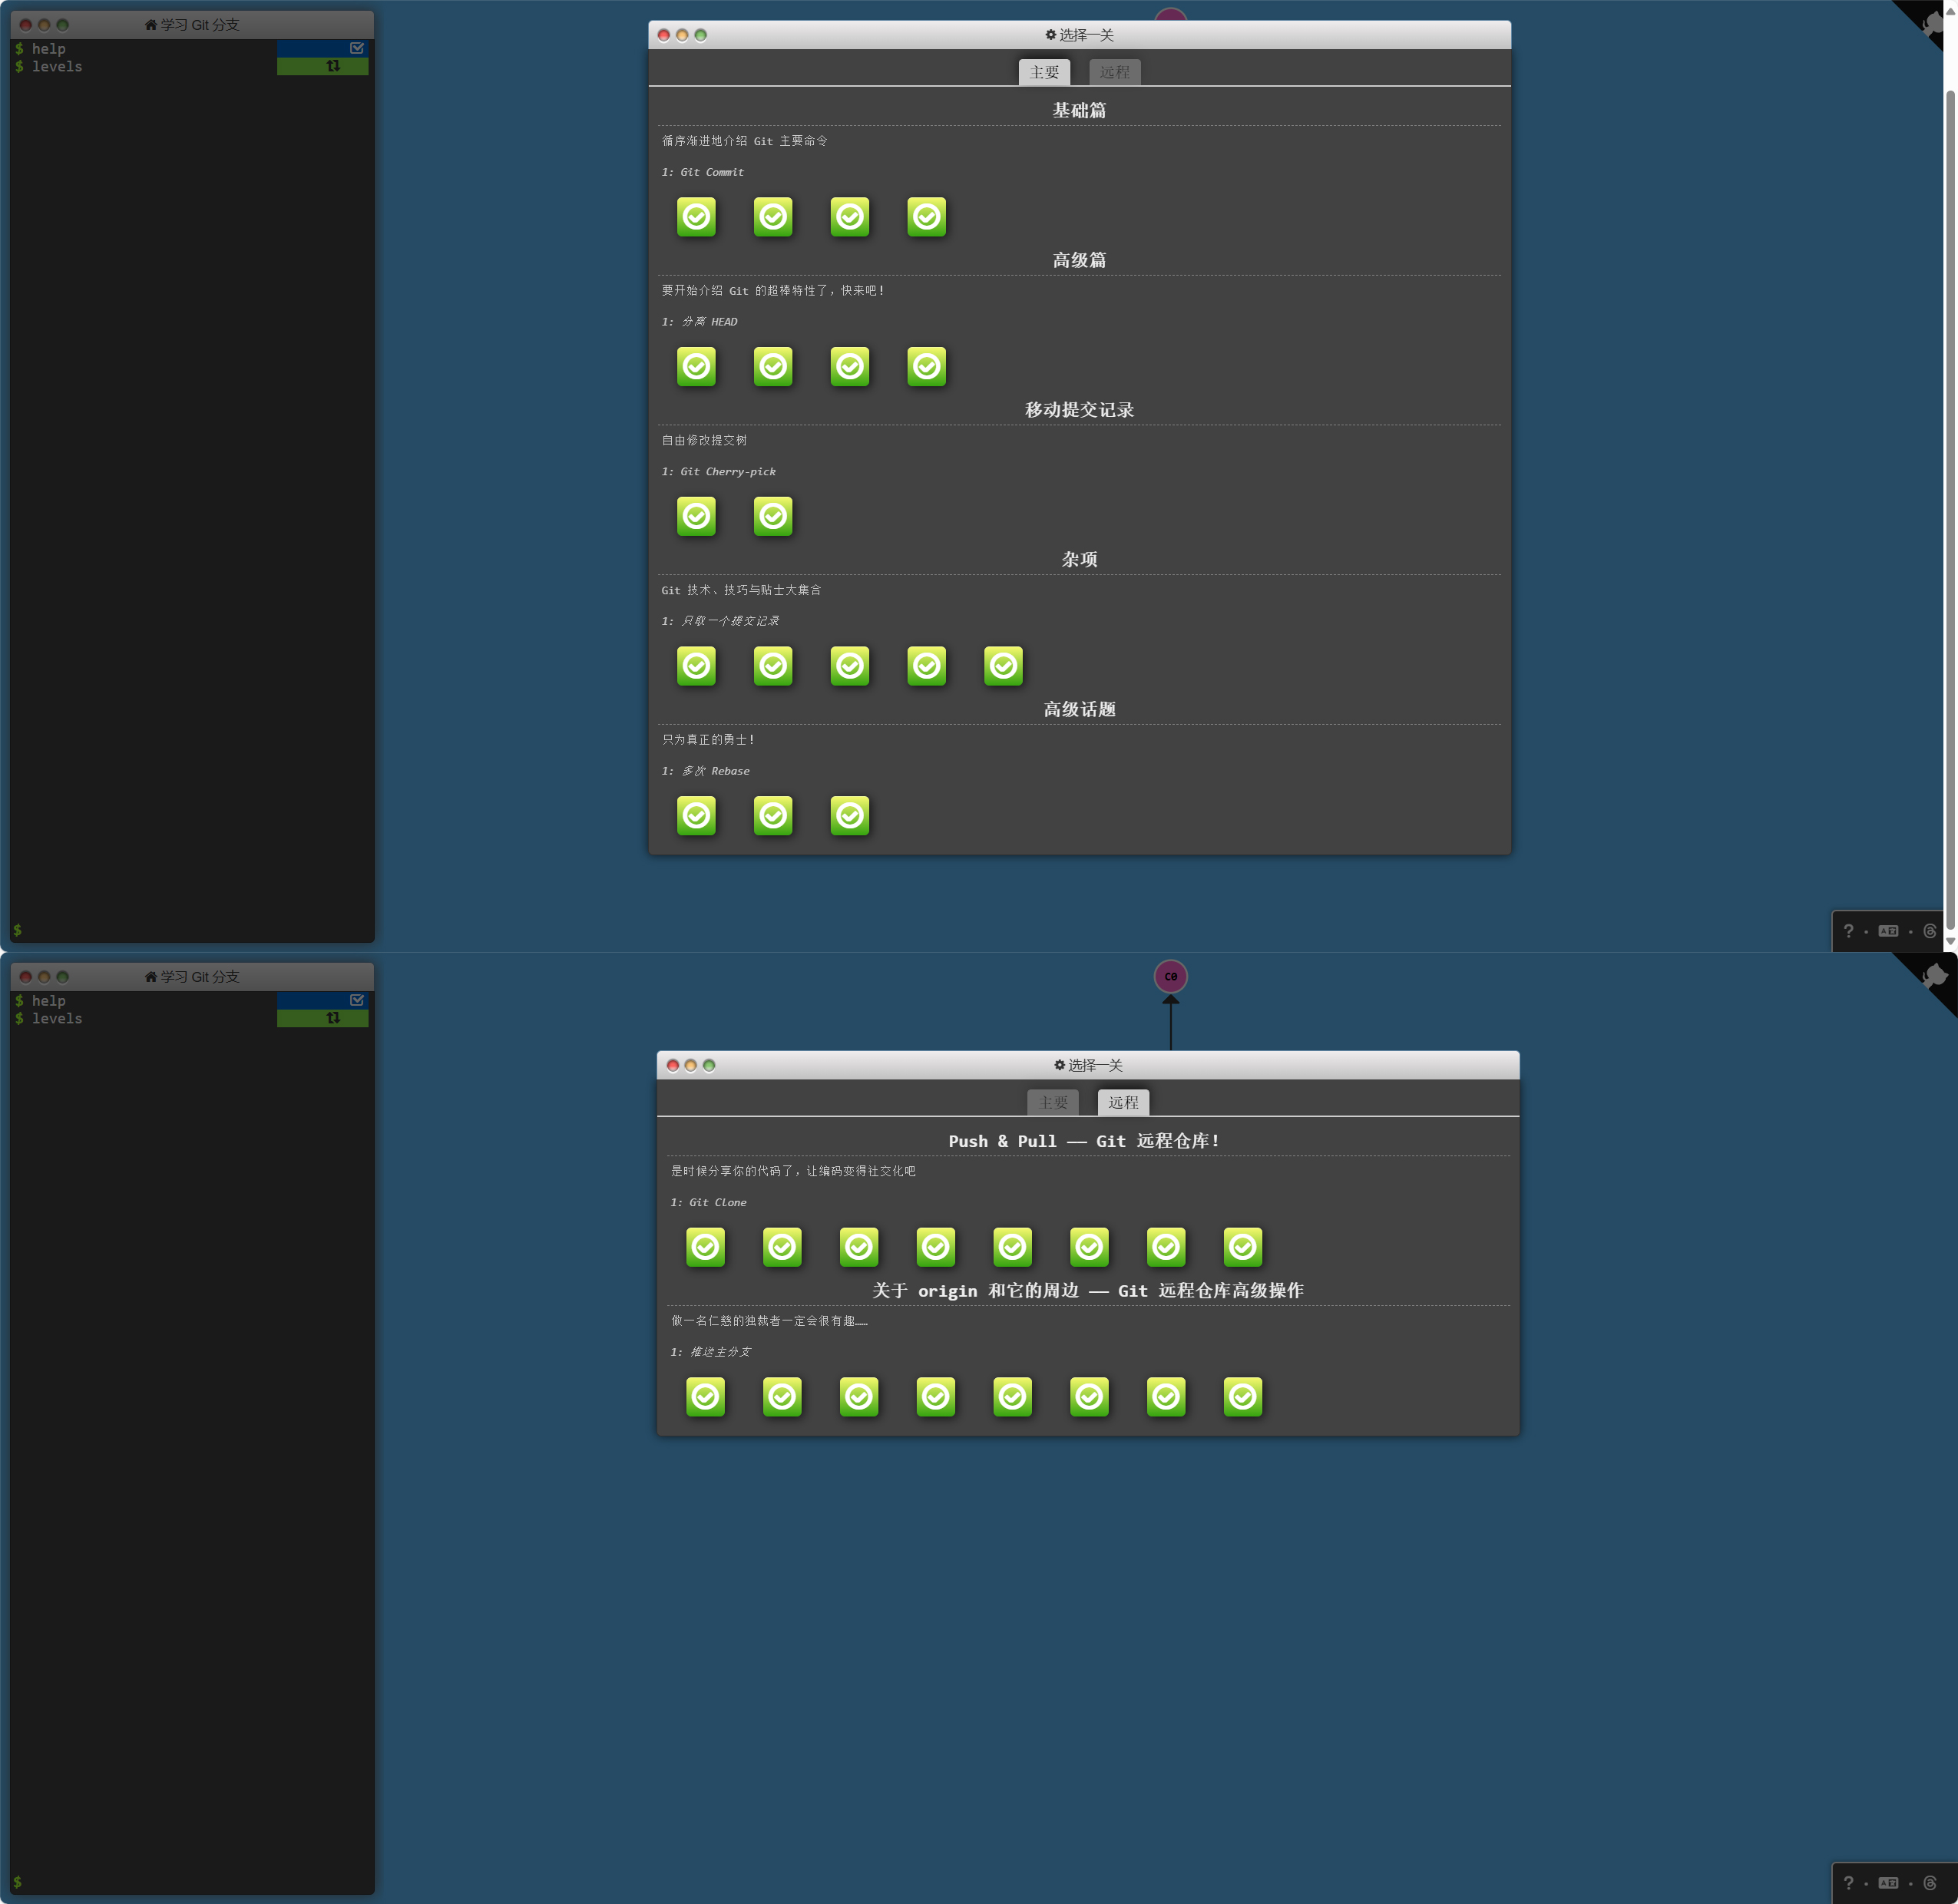 学习 Git 分支
$ help
$ levels
$
选择一关
主要 远程
基础篇
循序渐进地介绍 Git 主要命令
1: Git Commit
高级篇
要开始介绍 Git 的超棒特性了，快来吧!
1: 分离 HEAD
移动提交记录
自由修改提交树
1: Git Cherry-pick
杂项
Git 技术、技巧与贴士大集合
1: 只取一个提交记录
高级话题
只为真正的勇士!
1: 多次 Rebase
? · A文 ·
学习 Git 分支
$ help
$ levels
$
C0
选择一关
主要 远程
Push & Pull —— Git 远程仓库!
是时候分享你的代码了，让编码变得社交化吧
1: Git Clone
关于 origin 和它的周边 —— Git 远程仓库高级操作
做一名仁慈的独裁者一定会很有趣……
1: 推送主分支
? · A文 ·